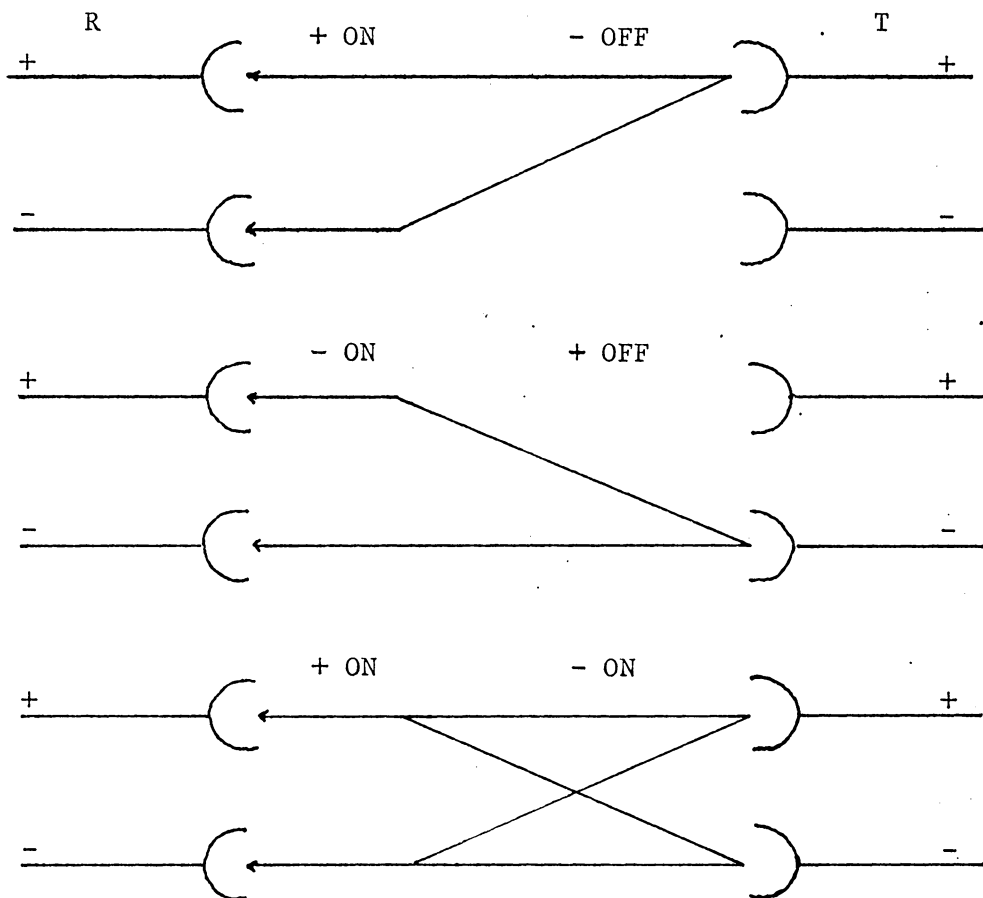 R + ON - OFF T
+ +
- -
- ON + OFF
+ +
- -
+ ON - ON
+ +
- -